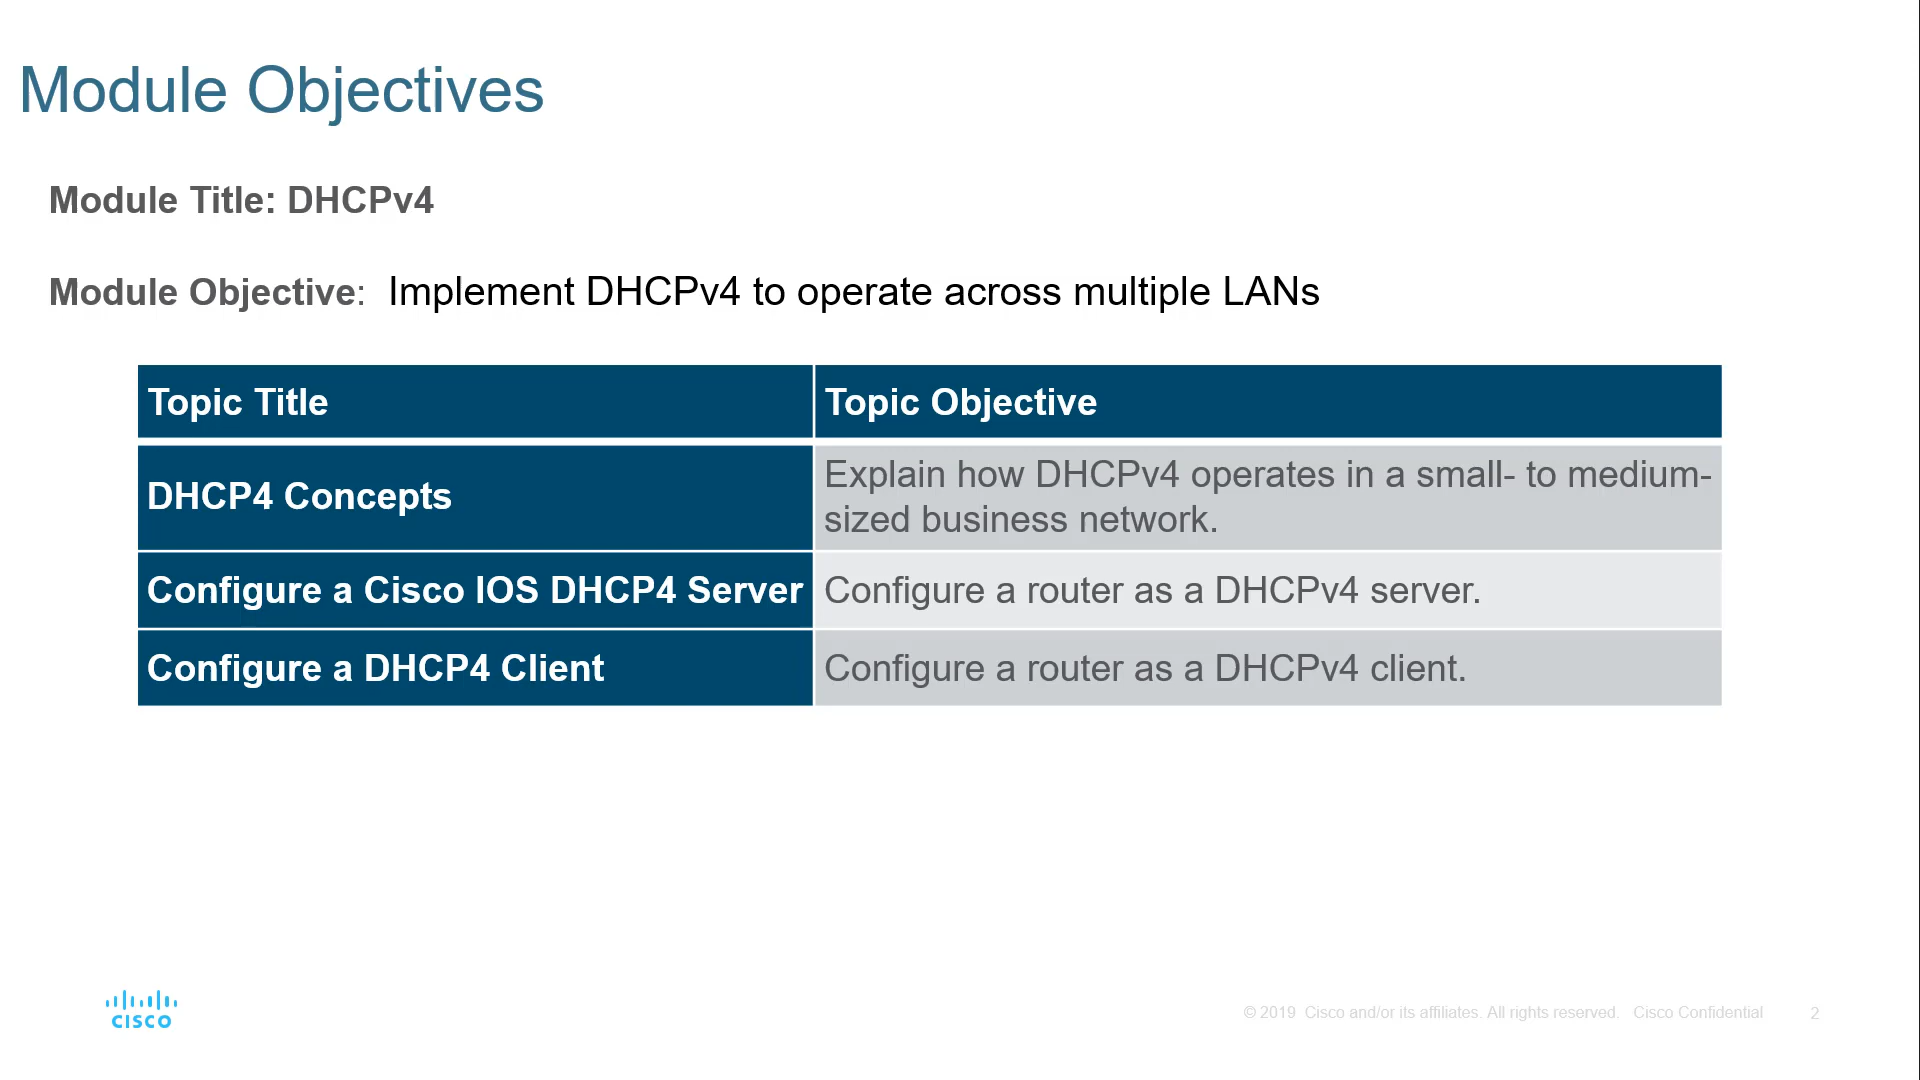 Module Objectives
Module Title: DHCPv4
Module Objective: Implement DHCPv4 to operate across multiple LANs
Topic Title
Topic Objective
DHCP4 Concepts
Explain how DHCPv4 operates in a small- to medium-
sized business network.
Configure a Cisco IOS DHCP4 Server
Configure a router as a DHCPv4 server.
Configure a DHCP4 Client
Configure a router as a DHCPv4 client.
CISCO
© 2019 Cisco and/or its affiliates. All rights reserved. Cisco Confidential
2